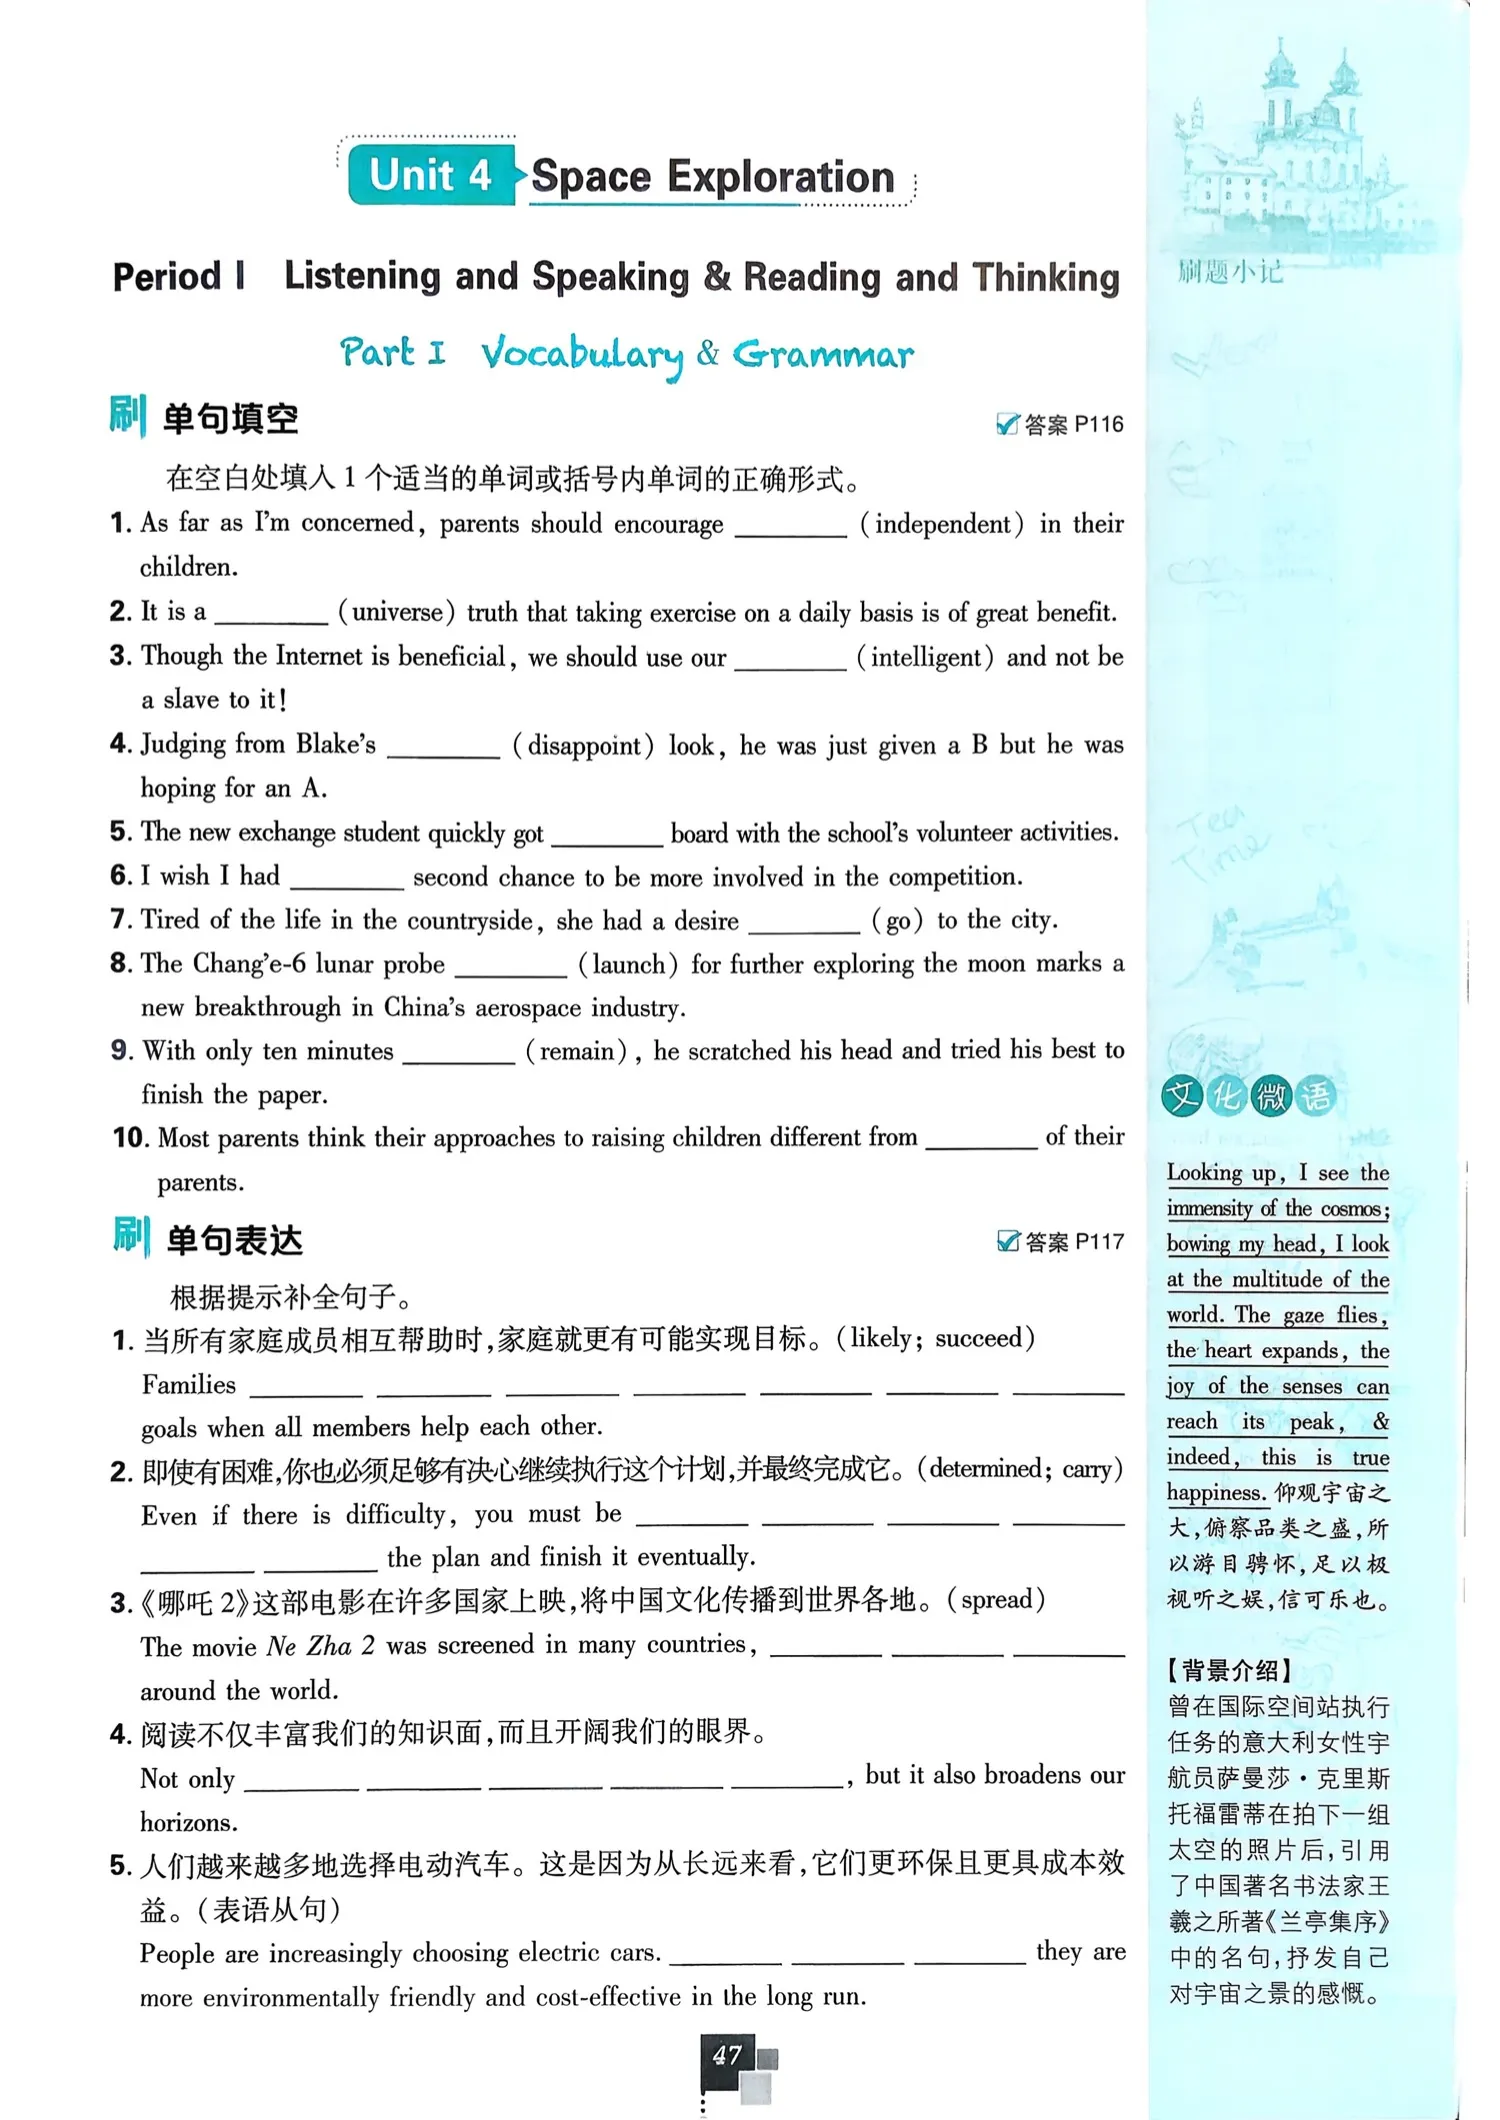 Unit 4 Space Exploration
Period I Listening and Speaking & Reading and Thinking
Part I Vocabulary & Grammar
刷 单句填空
答案 P116
在空白处填入 1 个适当的单词或括号内单词的正确形式。
1. As far as I'm concerned, parents should encourage ________ (independent) in their
children.
2. It is a ________ (universe) truth that taking exercise on a daily basis is of great benefit.
3. Though the Internet is beneficial, we should use our ________ (intelligent) and not be
a slave to it!
4. Judging from Blake's ________ (disappoint) look, he was just given a B but he was
hoping for an A.
5. The new exchange student quickly got ________ board with the school's volunteer activities.
6. I wish I had ________ second chance to be more involved in the competition.
7. Tired of the life in the countryside, she had a desire ________ (go) to the city.
8. The Chang'e-6 lunar probe ________ (launch) for further exploring the moon marks a
new breakthrough in China's aerospace industry.
9. With only ten minutes ________ (remain), he scratched his head and tried his best to
finish the paper.
10. Most parents think their approaches to raising children different from ________ of their
parents.
刷 单句表达
答案 P117
根据提示补全句子。
1. 当所有家庭成员相互帮助时,家庭就更有可能实现目标。(likely; succeed)
Families ________ ________ ________ ________ ________ ________ ________
goals when all members help each other.
2. 即使有困难,你也必须足够有决心继续执行这个计划,并最终完成它。(determined; carry)
Even if there is difficulty, you must be ________ ________ ________ ________
________ ________ the plan and finish it eventually.
3.《哪吒 2》这部电影在许多国家上映,将中国文化传播到世界各地。(spread)
The movie Ne Zha 2 was screened in many countries, ________ ________ ________
around the world.
4. 阅读不仅丰富我们的知识面,而且开阔我们的眼界。
Not only ________ ________ ________ ________ ________, but it also broadens our
horizons.
5. 人们越来越多地选择电动汽车。这是因为从长远来看,它们更环保且更具成本效
益。(表语从句)
People are increasingly choosing electric cars. ________ ________ ________ they are
more environmentally friendly and cost-effective in the long run.
47
刷题小记
Tea
Time
文化微语
Looking up, I see the
immensity of the cosmos;
bowing my head, I look
at the multitude of the
world. The gaze flies,
the heart expands, the
joy of the senses can
reach its peak, &
indeed, this is true
happiness. 仰观宇宙之
大,俯察品类之盛,所
以游目骋怀,足以极
视听之娱,信可乐也。
【背景介绍】
曾在国际空间站执行
任务的意大利女性宇
航员萨曼莎·克里斯
托福雷蒂在拍下一组
太空的照片后,引用
了中国著名书法家王
羲之所著《兰亭集序》
中的名句,抒发自己
对宇宙之景的感慨。